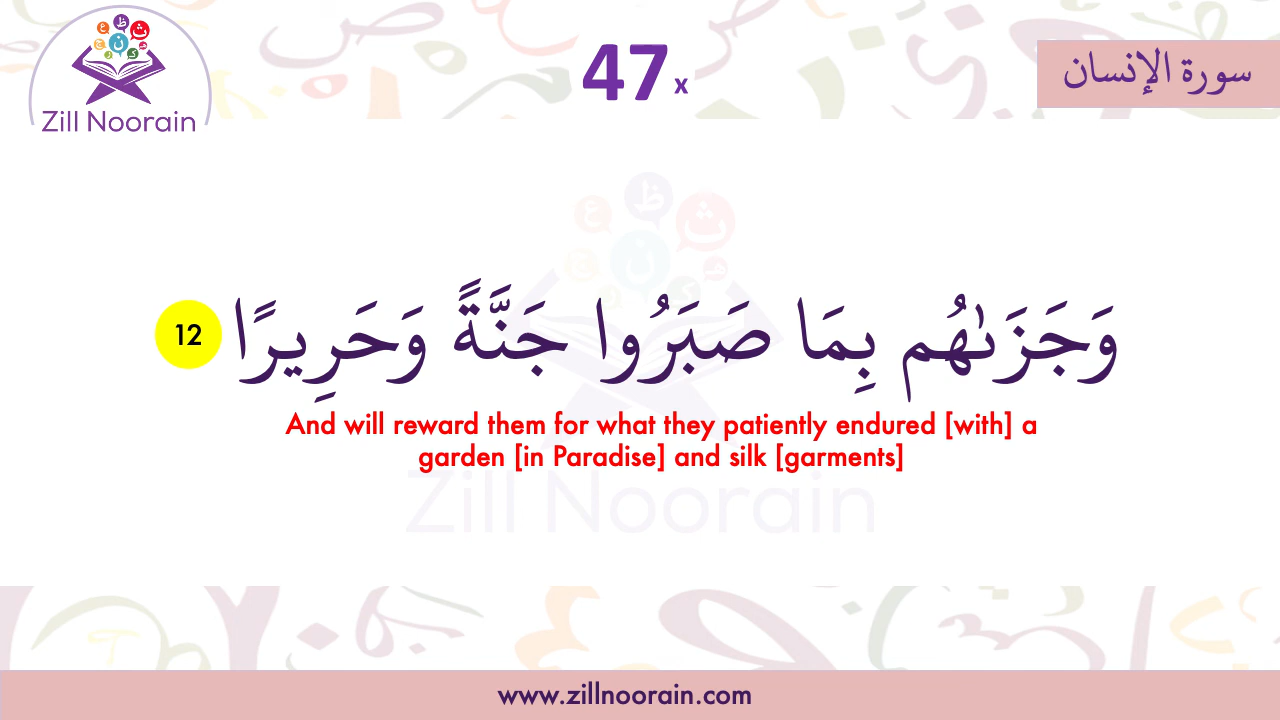 Zill Noorain
47x
سورة الإنسان
وَجَزَىٰهُم بِمَا صَبَرُوا جَنَّةً وَحَرِيرًا 12
And will reward them for what they patiently endured [with] a
garden [in Paradise] and silk [garments]
Zill Noorain
www.zillnoorain.com